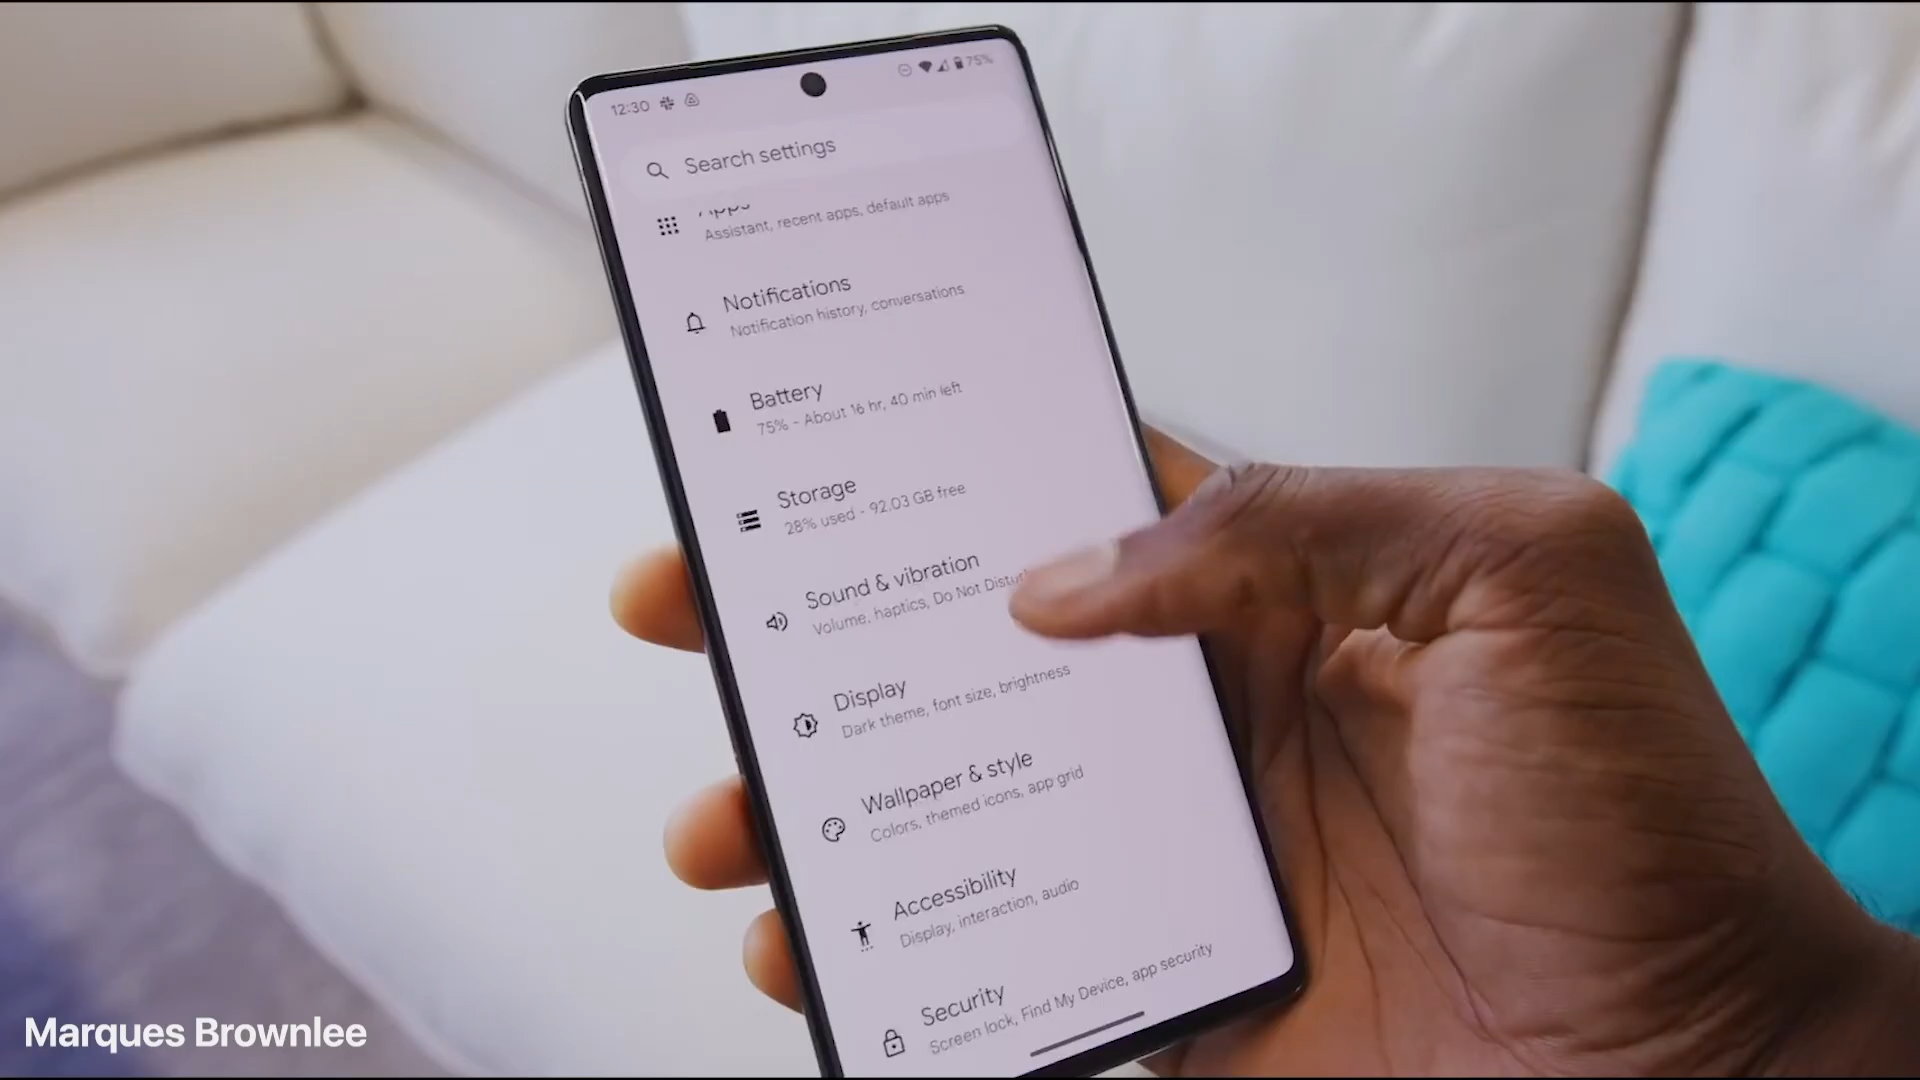 12:30
75%
Search settings
Apps
Assistant, recent apps, default apps
Notifications
Notification history, conversations
Battery
75% - About 16 hr, 40 min left
Storage
28% used - 92.03 GB free
Sound & vibration
Volume, haptics, Do Not Disturb
Display
Dark theme, font size, brightness
Wallpaper & style
Colors, themed icons, app grid
Accessibility
Display, interaction, audio
Security
Screen lock, Find My Device, app security
Marques Brownlee